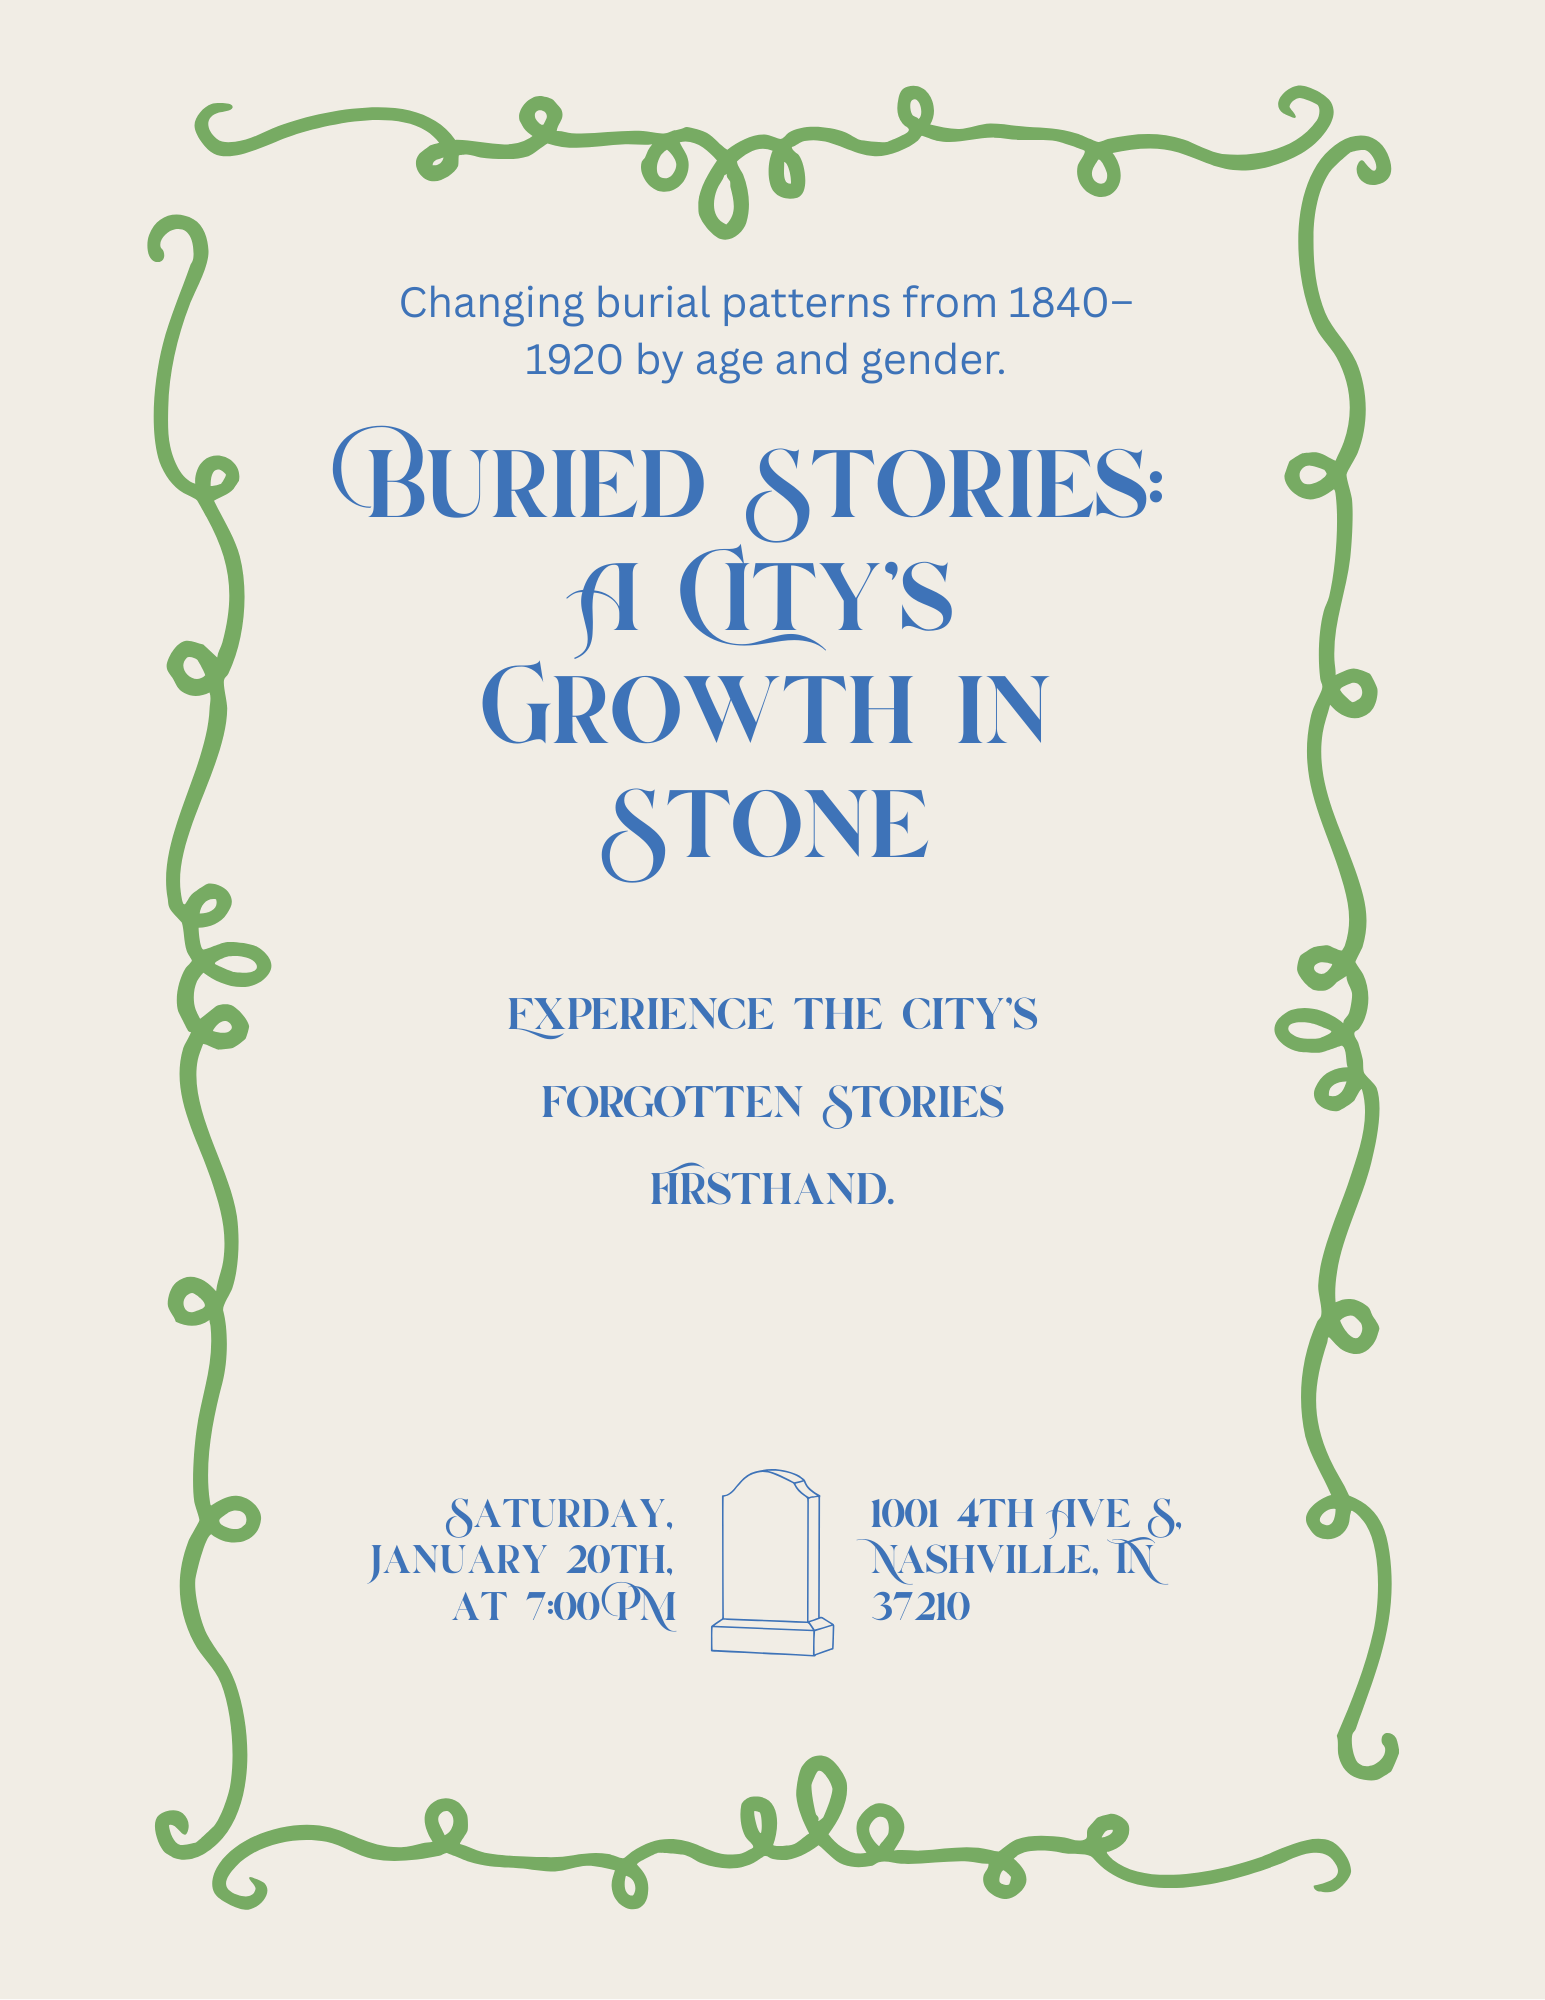 Changing burial patterns from 1840–
1920 by age and gender.
Buried Stories:
A City's
Growth in
Stone
Experience the city's
forgotten Stories
firsthand.
Saturday,
January 20th,
at 7:00PM
1001 4th Ave S,
Nashville, IN
37210